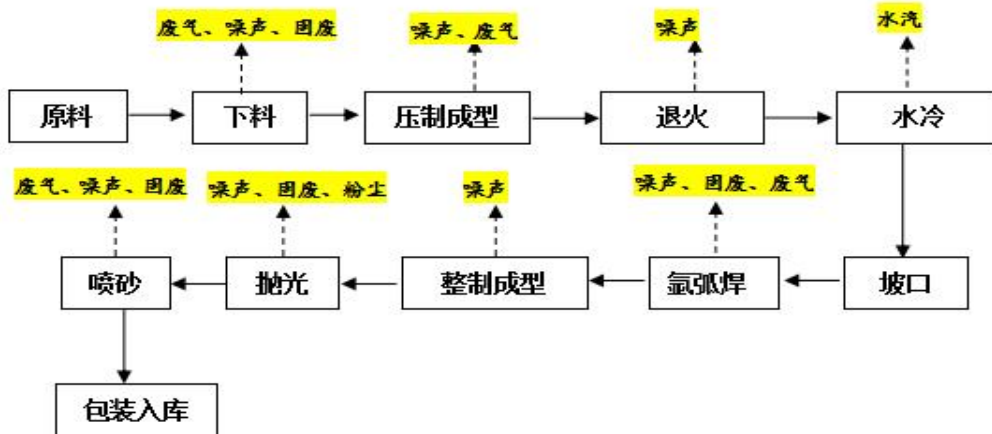 废气、噪声、固废
噪声、废气
噪声
水汽
原料
下料
压制成型
退火
水冷
废气、噪声、固废
噪声、固废、粉尘
噪声
噪声、固废、废气
喷砂
抛光
整制成型
氩弧焊
坡口
包装入库